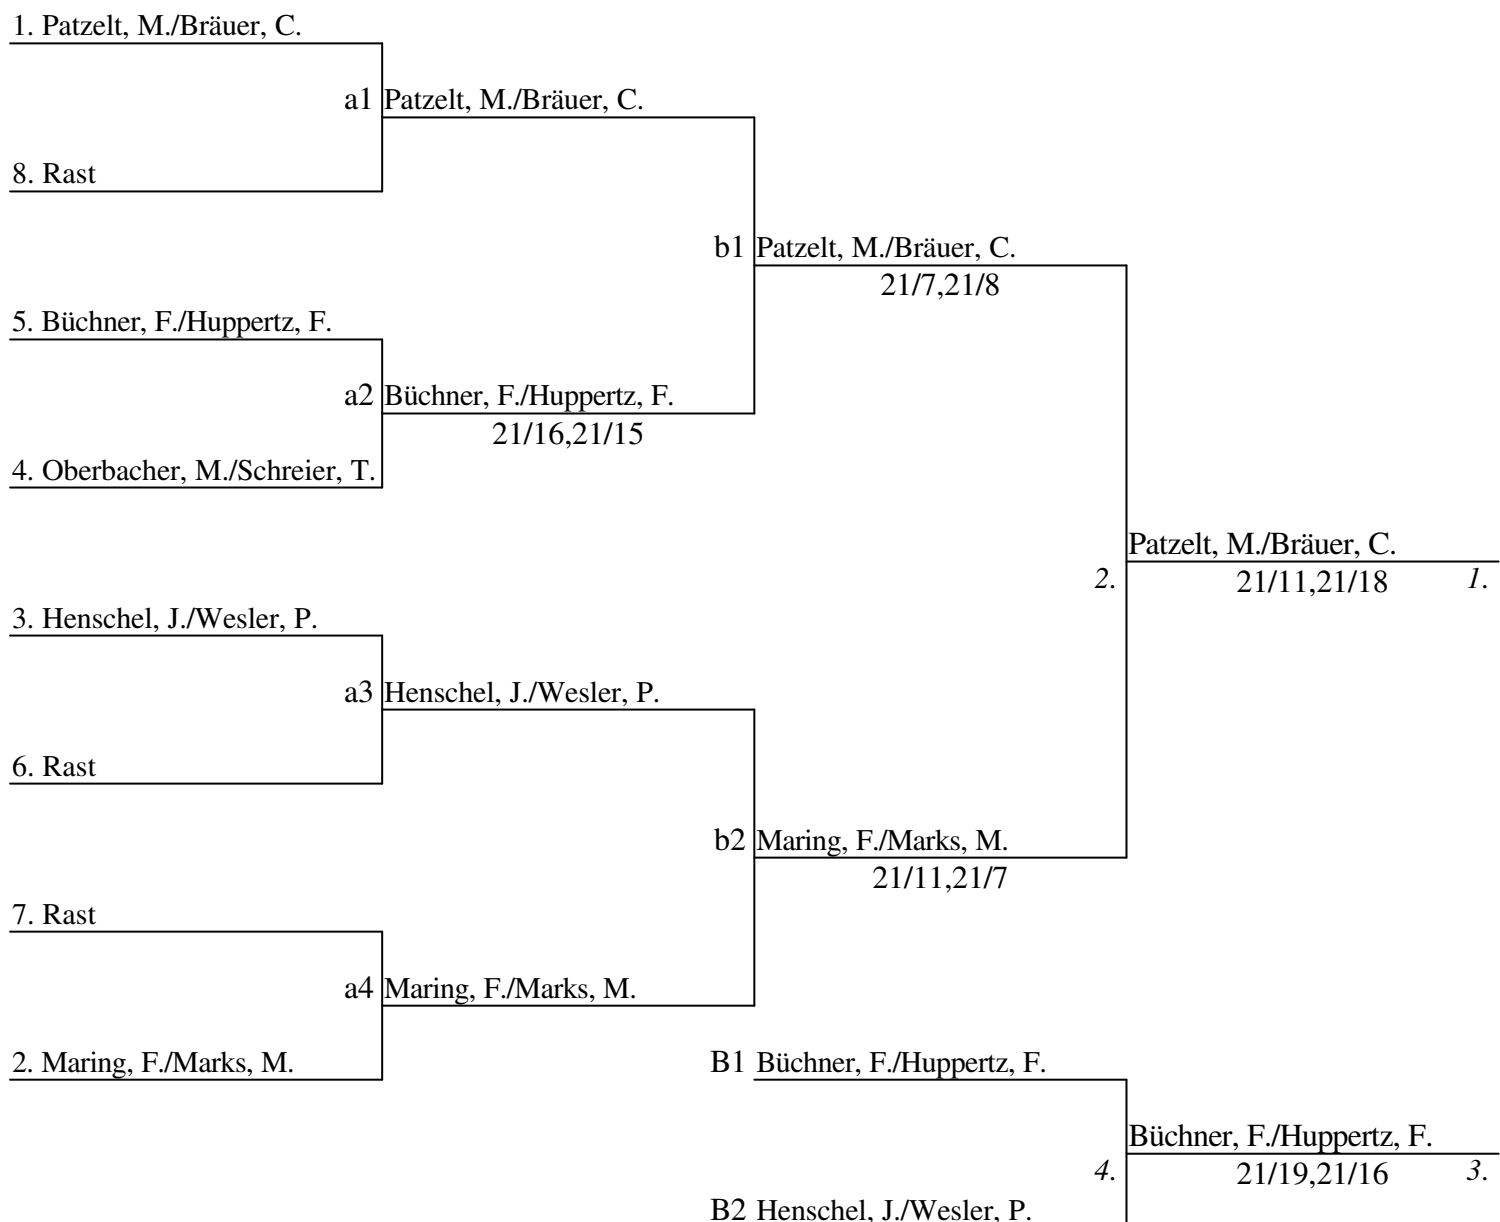 1. Patzelt, M./Bräuer, C.
a1 Patzelt, M./Bräuer, C.
8. Rast
b1 Patzelt, M./Bräuer, C.
21/7,21/8
5. Büchner, F./Huppertz, F.
a2 Büchner, F./Huppertz, F.
21/16,21/15
4. Oberbacher, M./Schreier, T.
Patzelt, M./Bräuer, C.
2. 21/11,21/18 1.
3. Henschel, J./Wesler, P.
a3 Henschel, J./Wesler, P.
6. Rast
b2 Maring, F./Marks, M.
21/11,21/7
7. Rast
a4 Maring, F./Marks, M.
2. Maring, F./Marks, M.
B1 Büchner, F./Huppertz, F.
Büchner, F./Huppertz, F.
4. 21/19,21/16 3.
B2 Henschel, J./Wesler, P.